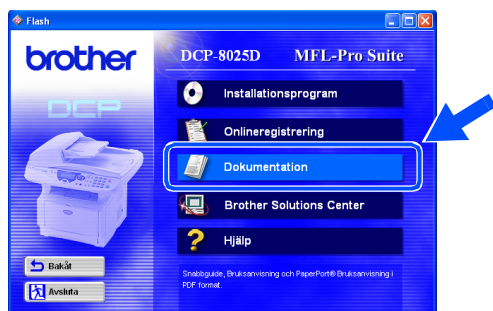 Flash
brother
DCP-8025D MFL-Pro Suite
DCP
Installationsprogram
Onlineregistrering
Dokumentation
Brother Solutions Center
Hjälp
Bakåt
Avsluta
Snabbguide, Bruksanvisning och PaperPort® Bruksanvisning i
PDF format.